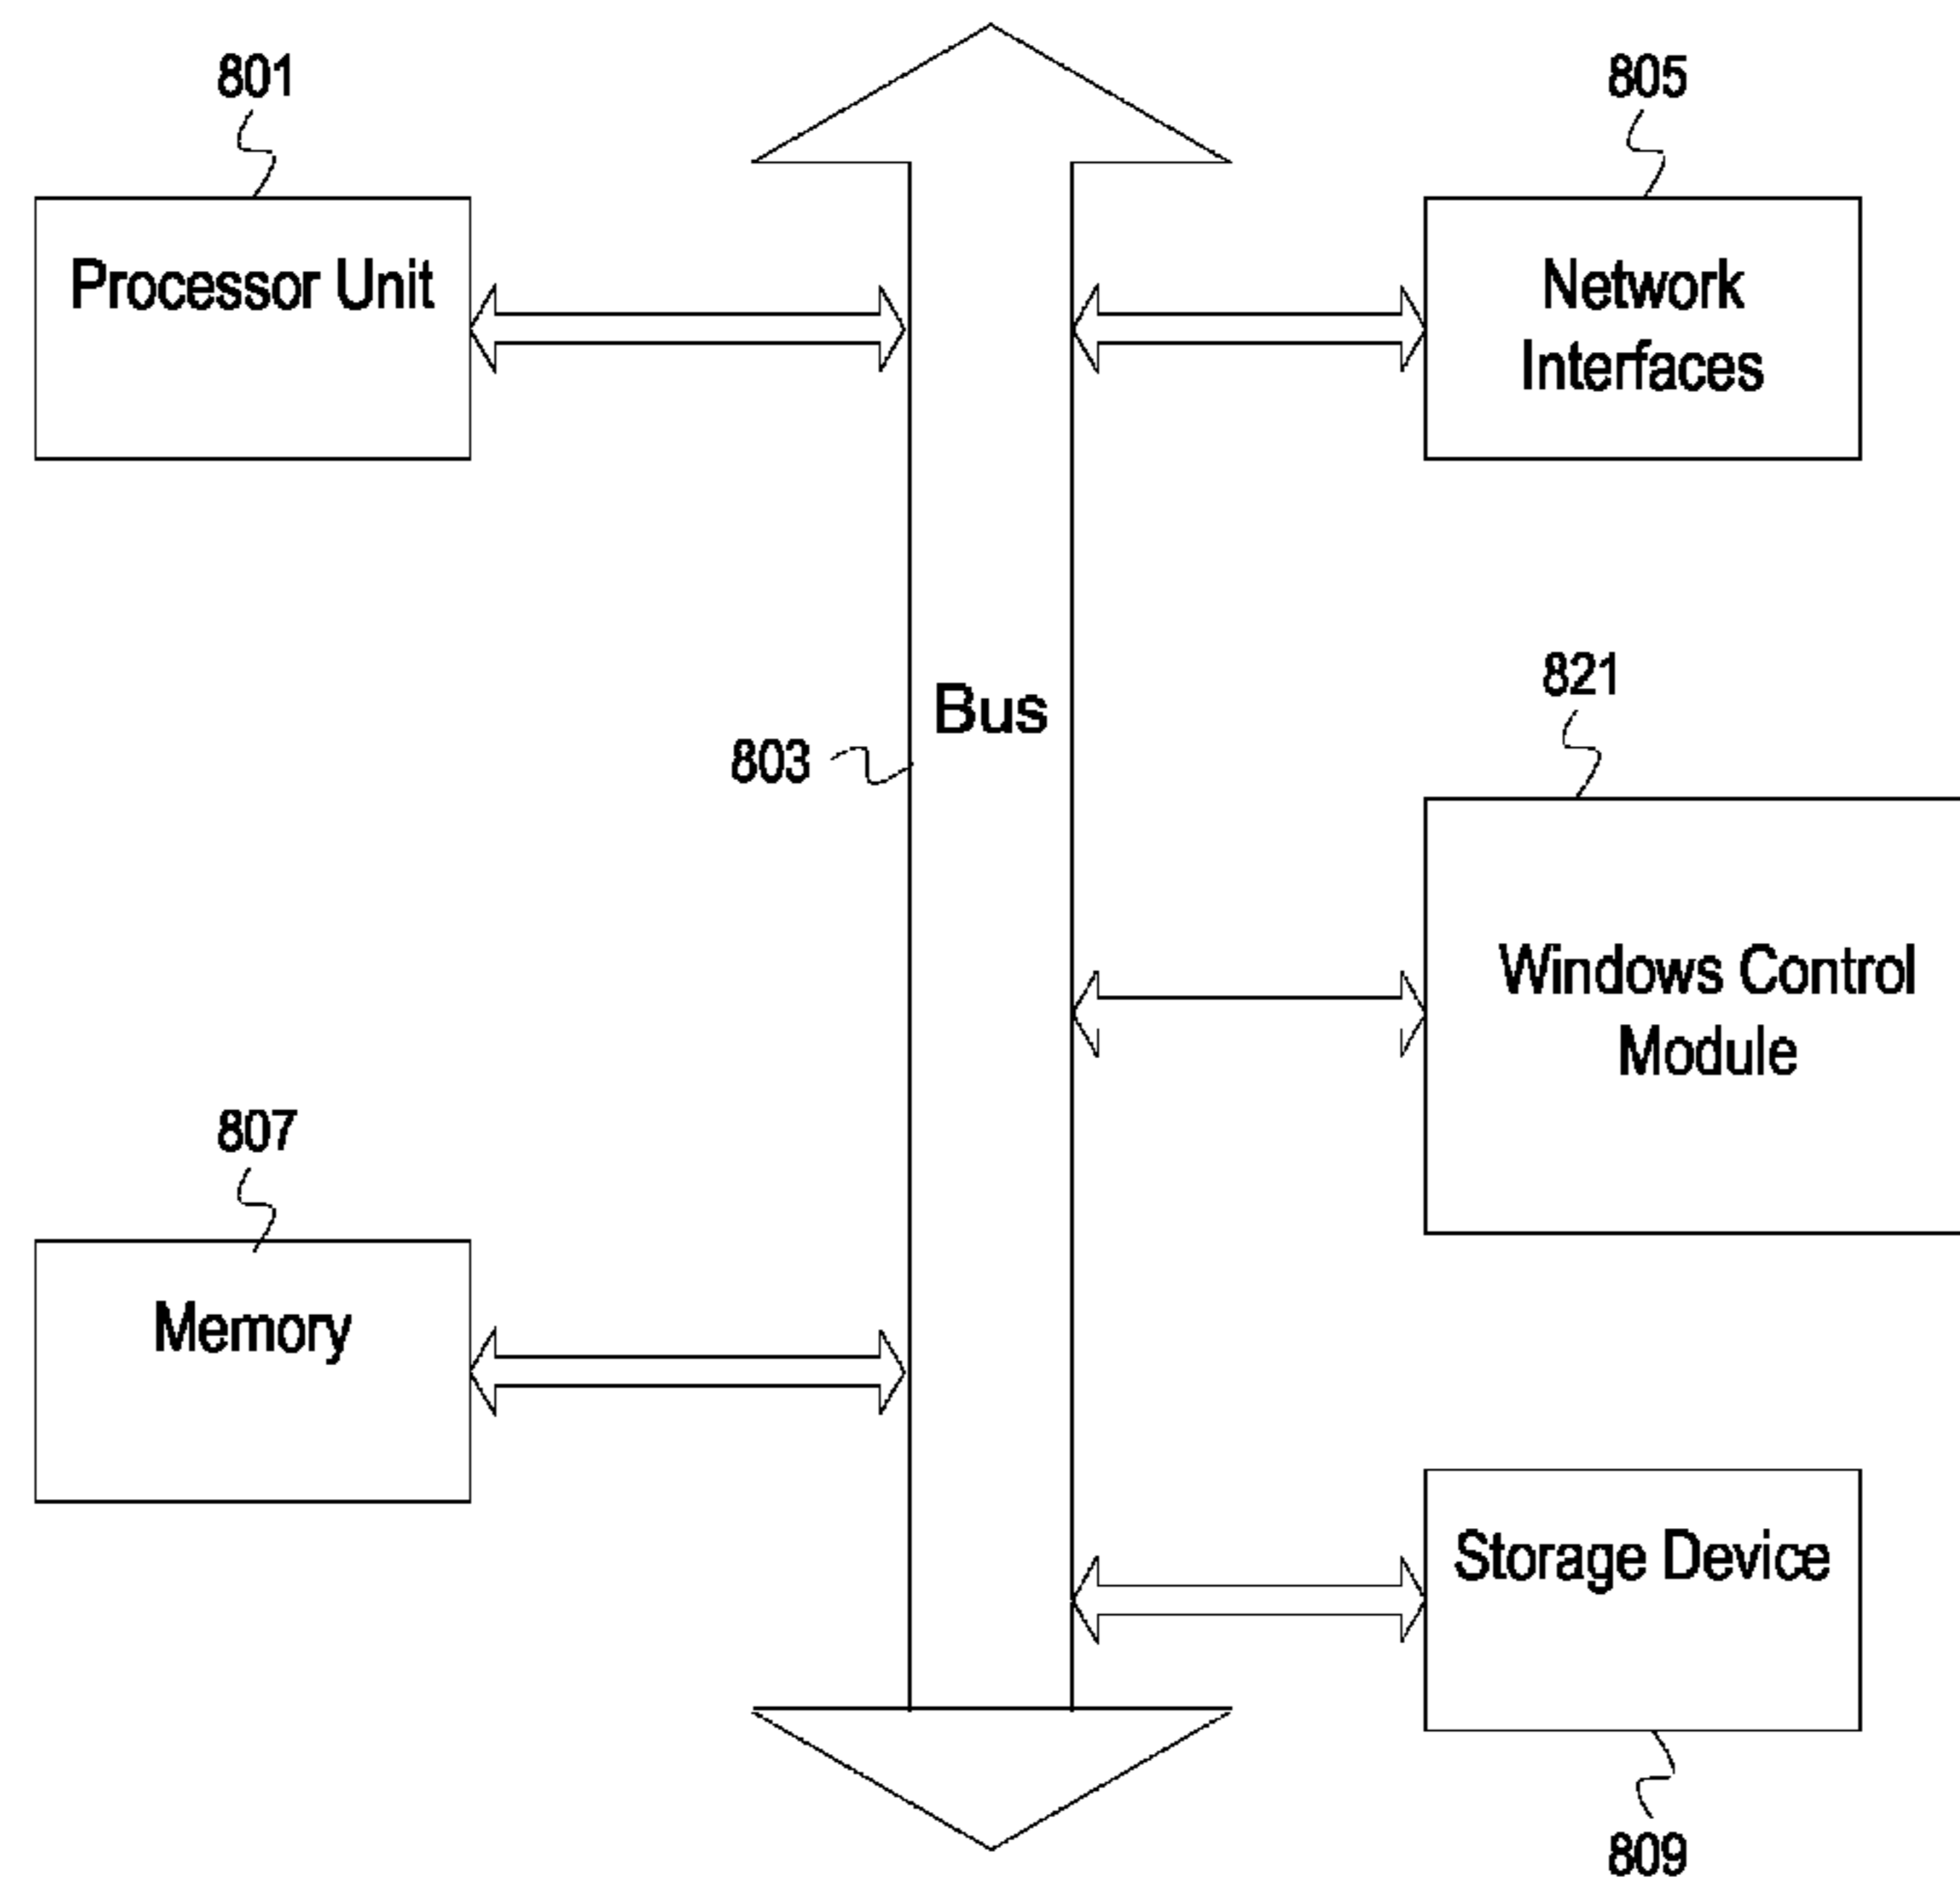 801
805
Processor Unit
Network
Interfaces
821
Bus
803
Windows Control
Module
807
Memory
Storage Device
809